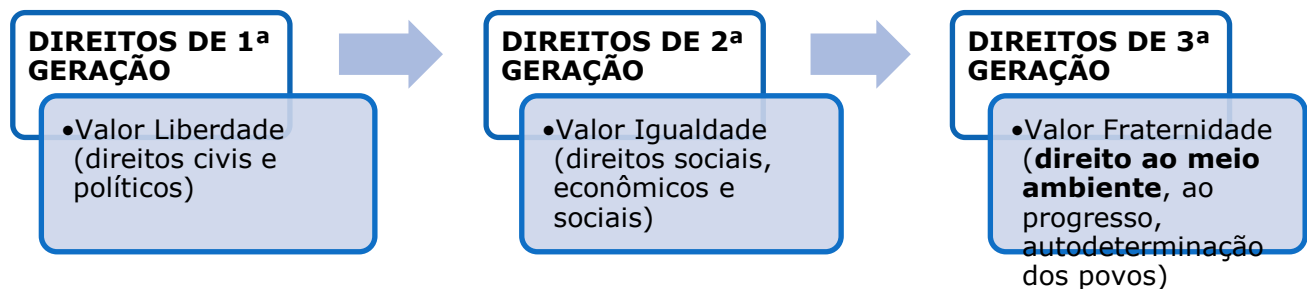 DIREITOS DE 1ª
GERAÇÃO
•Valor Liberdade
(direitos civis e
políticos)
DIREITOS DE 2ª
GERAÇÃO
•Valor Igualdade
(direitos sociais,
econômicos e
sociais)
DIREITOS DE 3ª
GERAÇÃO
•Valor Fraternidade
(direito ao meio
ambiente, ao
progresso,
autodeterminação
dos povos)